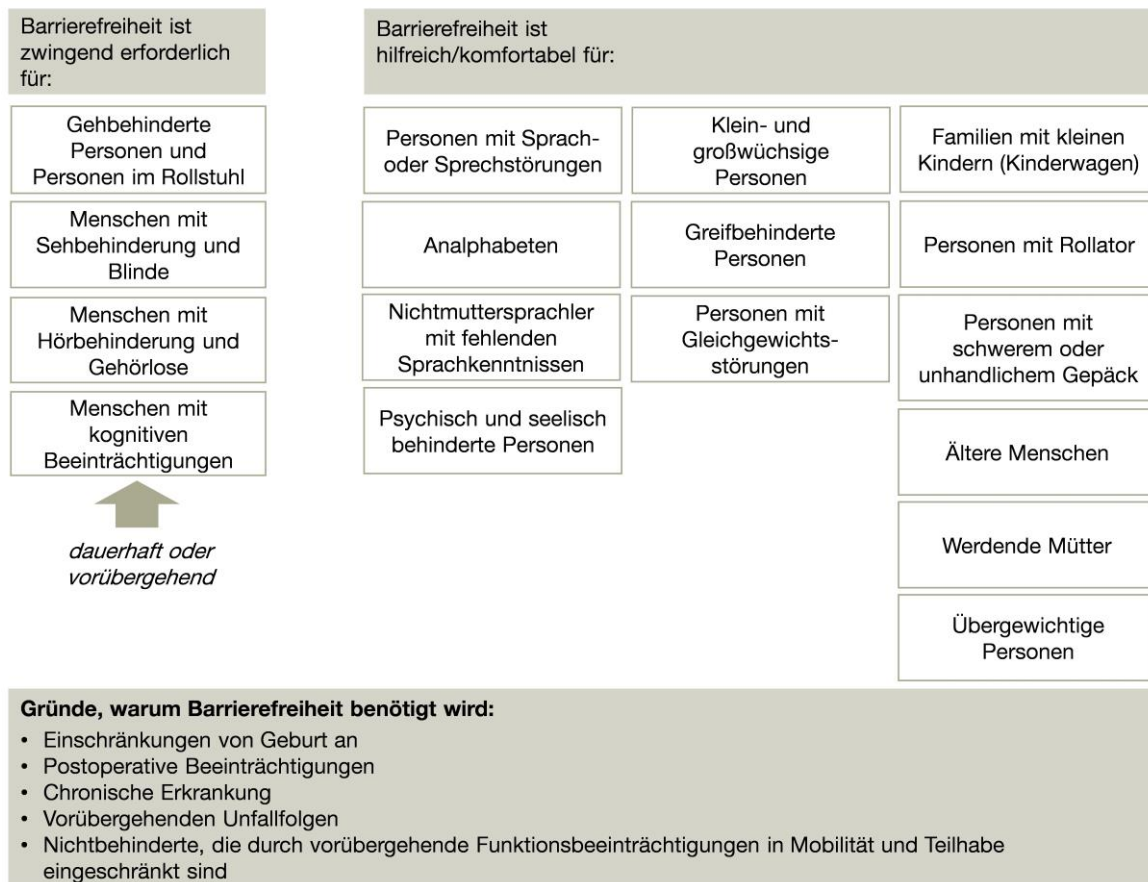 Barrierefreiheit ist
zwingend erforderlich
für:
Gehbehinderte
Personen und
Personen im Rollstuhl
Menschen mit
Sehbehinderung und
Blinde
Menschen mit
Hörbehinderung und
Gehörlose
Menschen mit
kognitiven
Beeinträchtigungen
dauerhaft oder
vorübergehend
Barrierefreiheit ist
hilfreich/komfortabel für:
Personen mit Sprach-
oder Sprechstörungen
Analphabeten
Nichtmuttersprachler
mit fehlenden
Sprachkenntnissen
Psychisch und seelisch
behinderte Personen
Klein- und
großwüchsige
Personen
Greifbehinderte
Personen
Personen mit
Gleichgewichts-
störungen
Familien mit kleinen
Kindern (Kinderwagen)
Personen mit Rollator
Personen mit
schwerem oder
unhandlichem Gepäck
Ältere Menschen
Werdende Mütter
Übergewichtige
Personen
Gründe, warum Barrierefreiheit benötigt wird:
• Einschränkungen von Geburt an
• Postoperative Beeinträchtigungen
• Chronische Erkrankung
• Vorübergehenden Unfallfolgen
• Nichtbehinderte, die durch vorübergehende Funktionsbeeinträchtigungen in Mobilität und Teilhabe
eingeschränkt sind